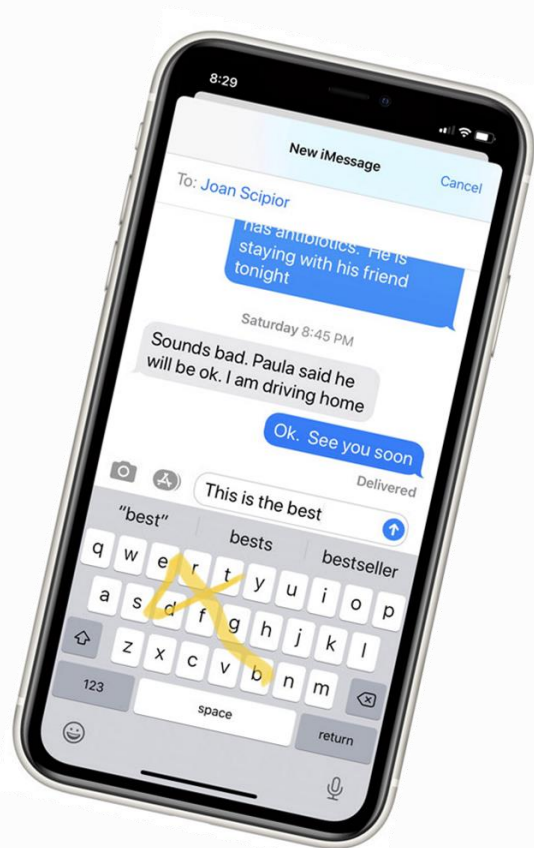 8:29
New iMessage
Cancel
To: Joan Scipior
has antibiotics. He is
staying with his friend
tonight
Saturday 8:45 PM
Sounds bad. Paula said he
will be ok. I am driving home
Ok. See you soon
Delivered
This is the best
"best" bests bestseller
q w e r t y u i o p
a s d f g h j k l
z x c v b n m
123 space return